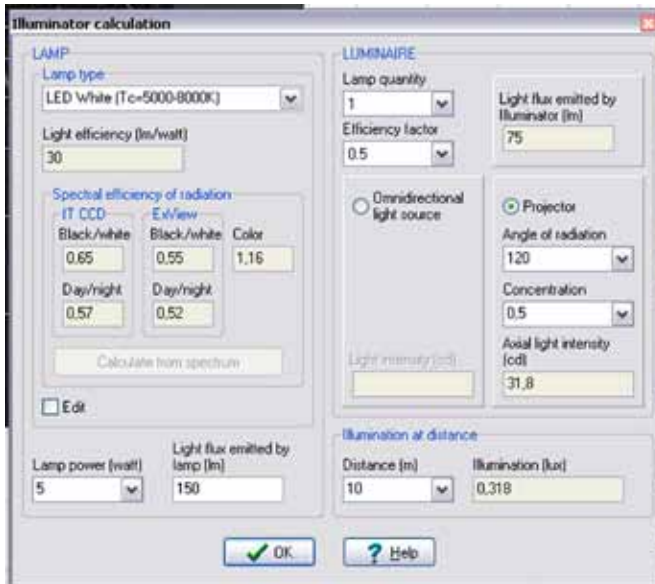 Illuminator calculation
LAMP
Lamp type
LED White (Tc=5000-8000K)
Light efficiency (lm/watt)
30
Spectral efficiency of radiation
IT CCD
ExView
Black/white
Black/white
Color
0,65
0,55
1,16
Day/night
Day/night
0,57
0,52
Calculate from spectrum
Edit
Lamp power (watt)
Light flux emitted by
lamp (lm)
5
150
LUMINAIRE
Lamp quantity
1
Efficiency factor
0.5
Light flux emitted by
Illuminator (lm)
75
Omnidirectional
light source
Light intensity (cd)
Projector
Angle of radiation
120
Concentration
0.5
Axial light intensity
(cd)
31,8
Illumination at distance
Distance (m)
Illumination (lux)
10
0,318
OK
? Help